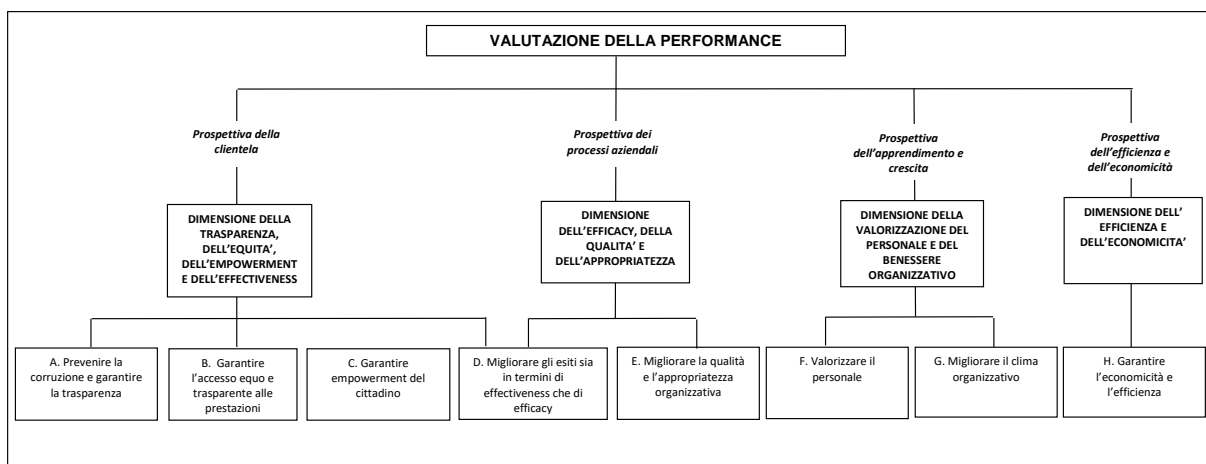 VALUTAZIONE DELLA PERFORMANCE
Prospettiva della
clientela
Prospettiva dei
processi aziendali
Prospettiva
dell'apprendimento e
crescita
Prospettiva
dell'efficienza e
dell'economicità
DIMENSIONE DELLA
TRASPARENZA,
DELL'EQUITA',
DELL'EMPOWERMENT
E DELL'EFFECTIVENESS
DIMENSIONE
DELL'EFFICACY, DELLA
QUALITA' E
DELL'APPROPRIATEZZA
DIMENSIONE DELLA
VALORIZZAZIONE DEL
PERSONALE E DEL
BENESSERE
ORGANIZZATIVO
DIMENSIONE DELL'
EFFICIENZA E
DELL'ECONOMICITA'
A. Prevenire la
corruzione e garantire
la trasparenza
B. Garantire
l'accesso equo e
trasparente alle
prestazioni
C. Garantire
empowerment del
cittadino
D. Migliorare gli esiti sia
in termini di
effectiveness che di
efficacy
E. Migliorare la qualità
e l'appropriatezza
organizzativa
F. Valorizzare il
personale
G. Migliorare il clima
organizzativo
H. Garantire
l'economicità e
l'efficienza